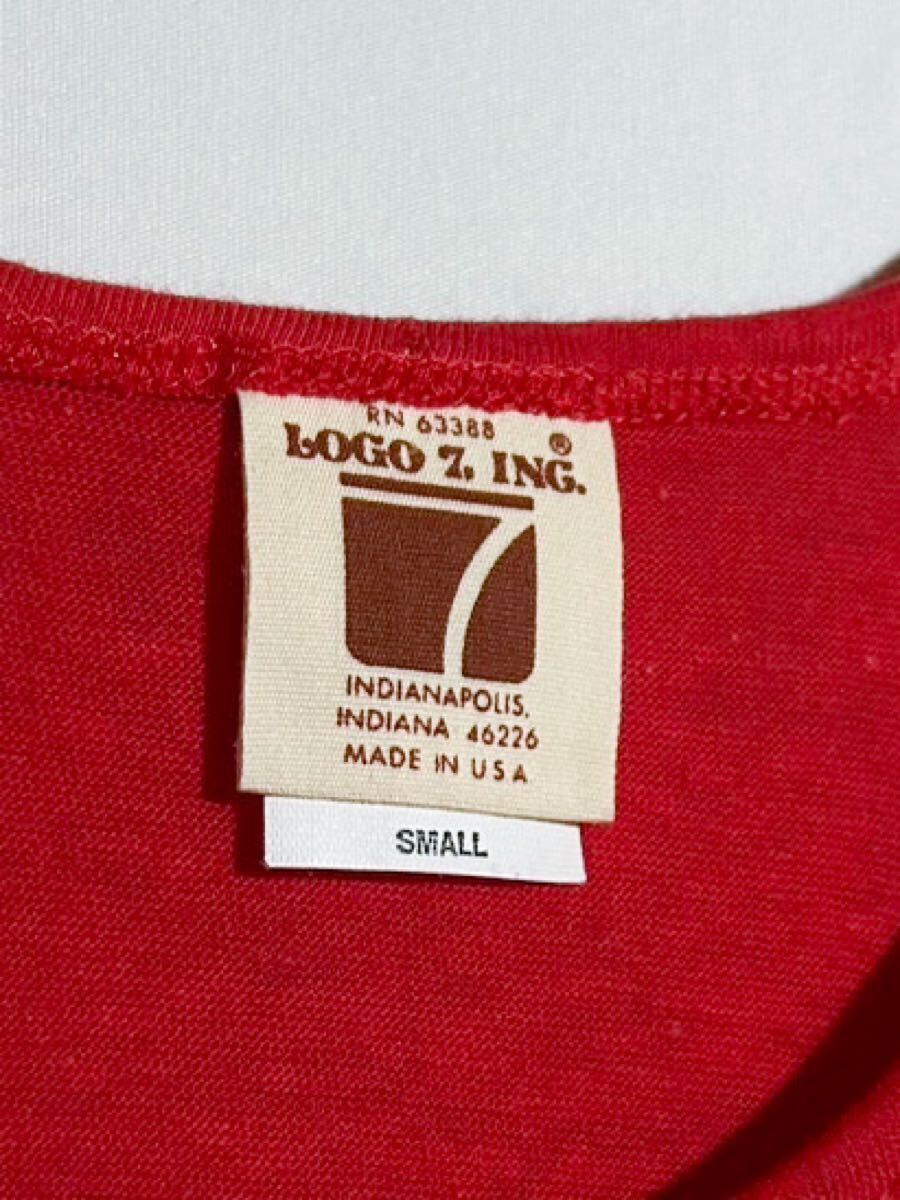 RN 63388
LOGO 7, INC.®
7
INDIANAPOLIS,
INDIANA 46226
MADE IN USA
SMALL